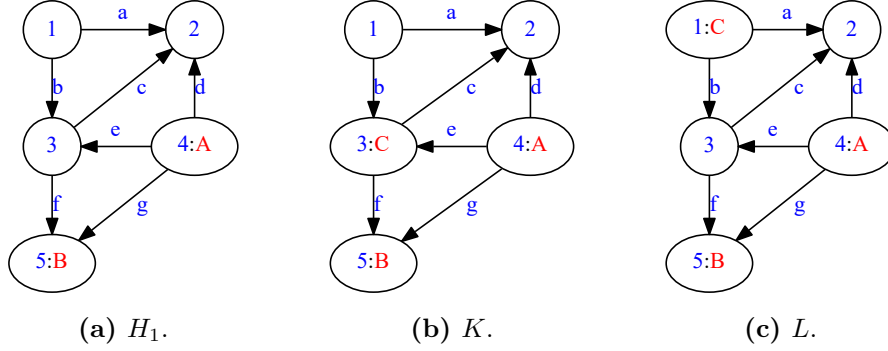 1 a 2
b c d
3 e 4:A
f g
5:B
(a) H₁.
1 a 2
b c d
3:C e 4:A
f g
5:B
(b) K.
1:C a 2
b c d
3 e 4:A
f g
5:B
(c) L.